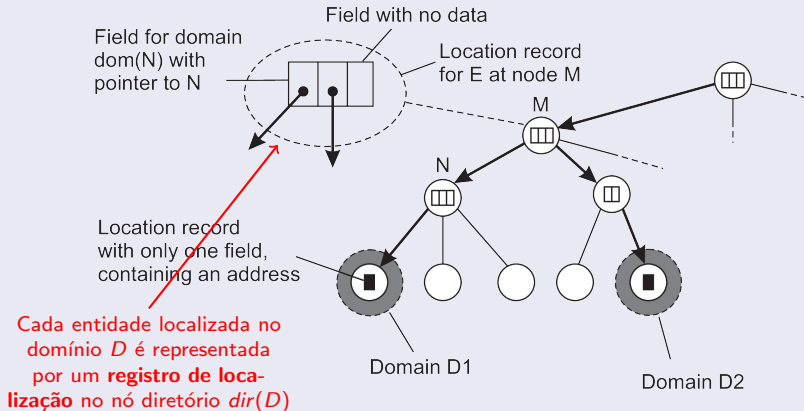 Field with no data
Field for domain
dom(N) with
pointer to N
Location record
for E at node M
M
N
Location record
with only one field,
containing an address
Cada entidade localizada no
domínio D é representada
por um registro de loca-
lização no nó diretório dir(D)
Domain D1
Domain D2